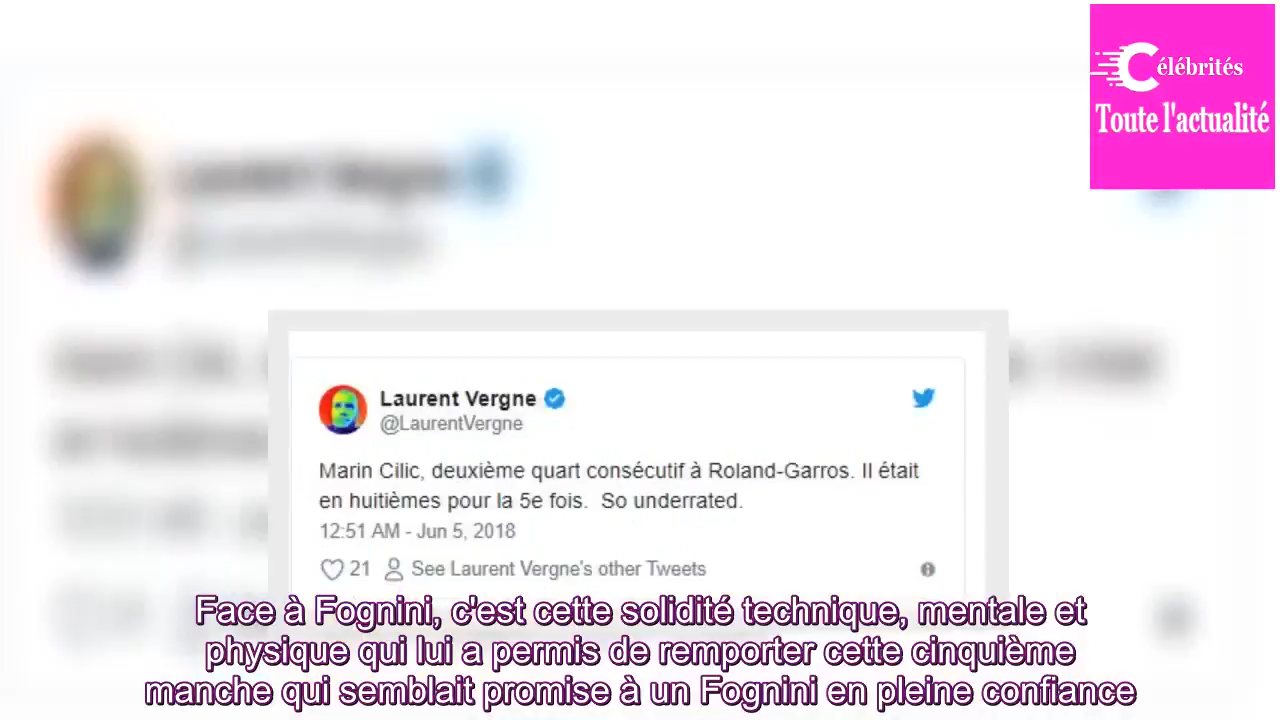 Célébrités
Toute l'actualité
Laurent Vergne
@LaurentVergne
Marin Cilic, deuxième quart consécutif à Roland-Garros. Il était
en huitièmes pour la 5e fois.  So underrated.
12:51 AM - Jun 5, 2018
21 See Laurent Vergne's other Tweets
Face à Fognini, c'est cette solidité technique, mentale et
physique qui lui a permis de remporter cette cinquième
manche qui semblait promise à un Fognini en pleine confiance